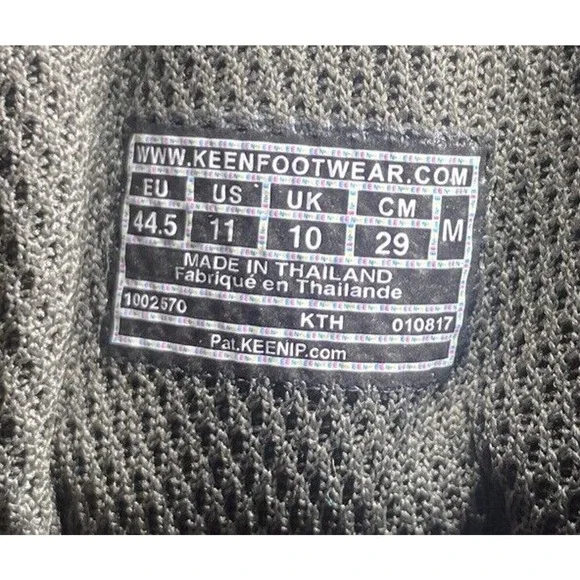 WWW.KEENFOOTWEAR.COM
EU US UK CM M
44.5 11 10 29
MADE IN THAILAND
Fabriqué en Thaïlande
1002570 KTH 010817
Pat.KEENIP.com